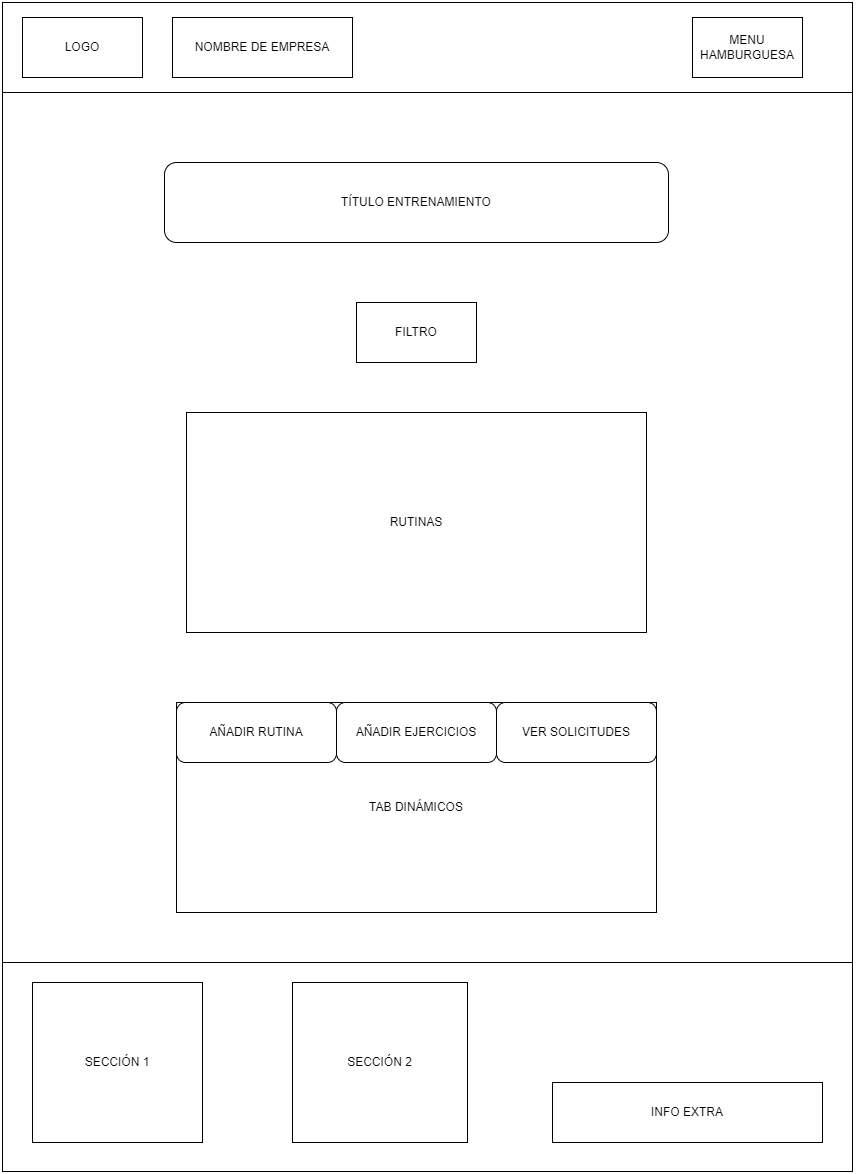 LOGO
NOMBRE DE EMPRESA
MENU
HAMBURGUESA
TÍTULO ENTRENAMIENTO
FILTRO
RUTINAS
AÑADIR RUTINA
AÑADIR EJERCICIOS
VER SOLICITUDES
TAB DINÁMICOS
SECCIÓN 1
SECCIÓN 2
INFO EXTRA